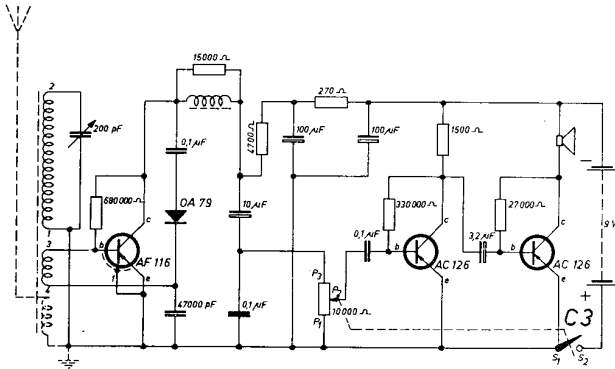 15000 Ω
2
200 pF
0,1 µF
4700 Ω
270 Ω
100 µF
100 µF
1500 Ω
680000 Ω
OA 79
10 µF
330000 Ω
27000 Ω
9 V
1
3
b
c
AF 116
f
e
4
0,1 µF
b
c
AC 126
e
3,2 µF
b
c
AC 126
e
47000 pF
0,1 µF
P3
P2
P1
10000 Ω
C3
S1
S2